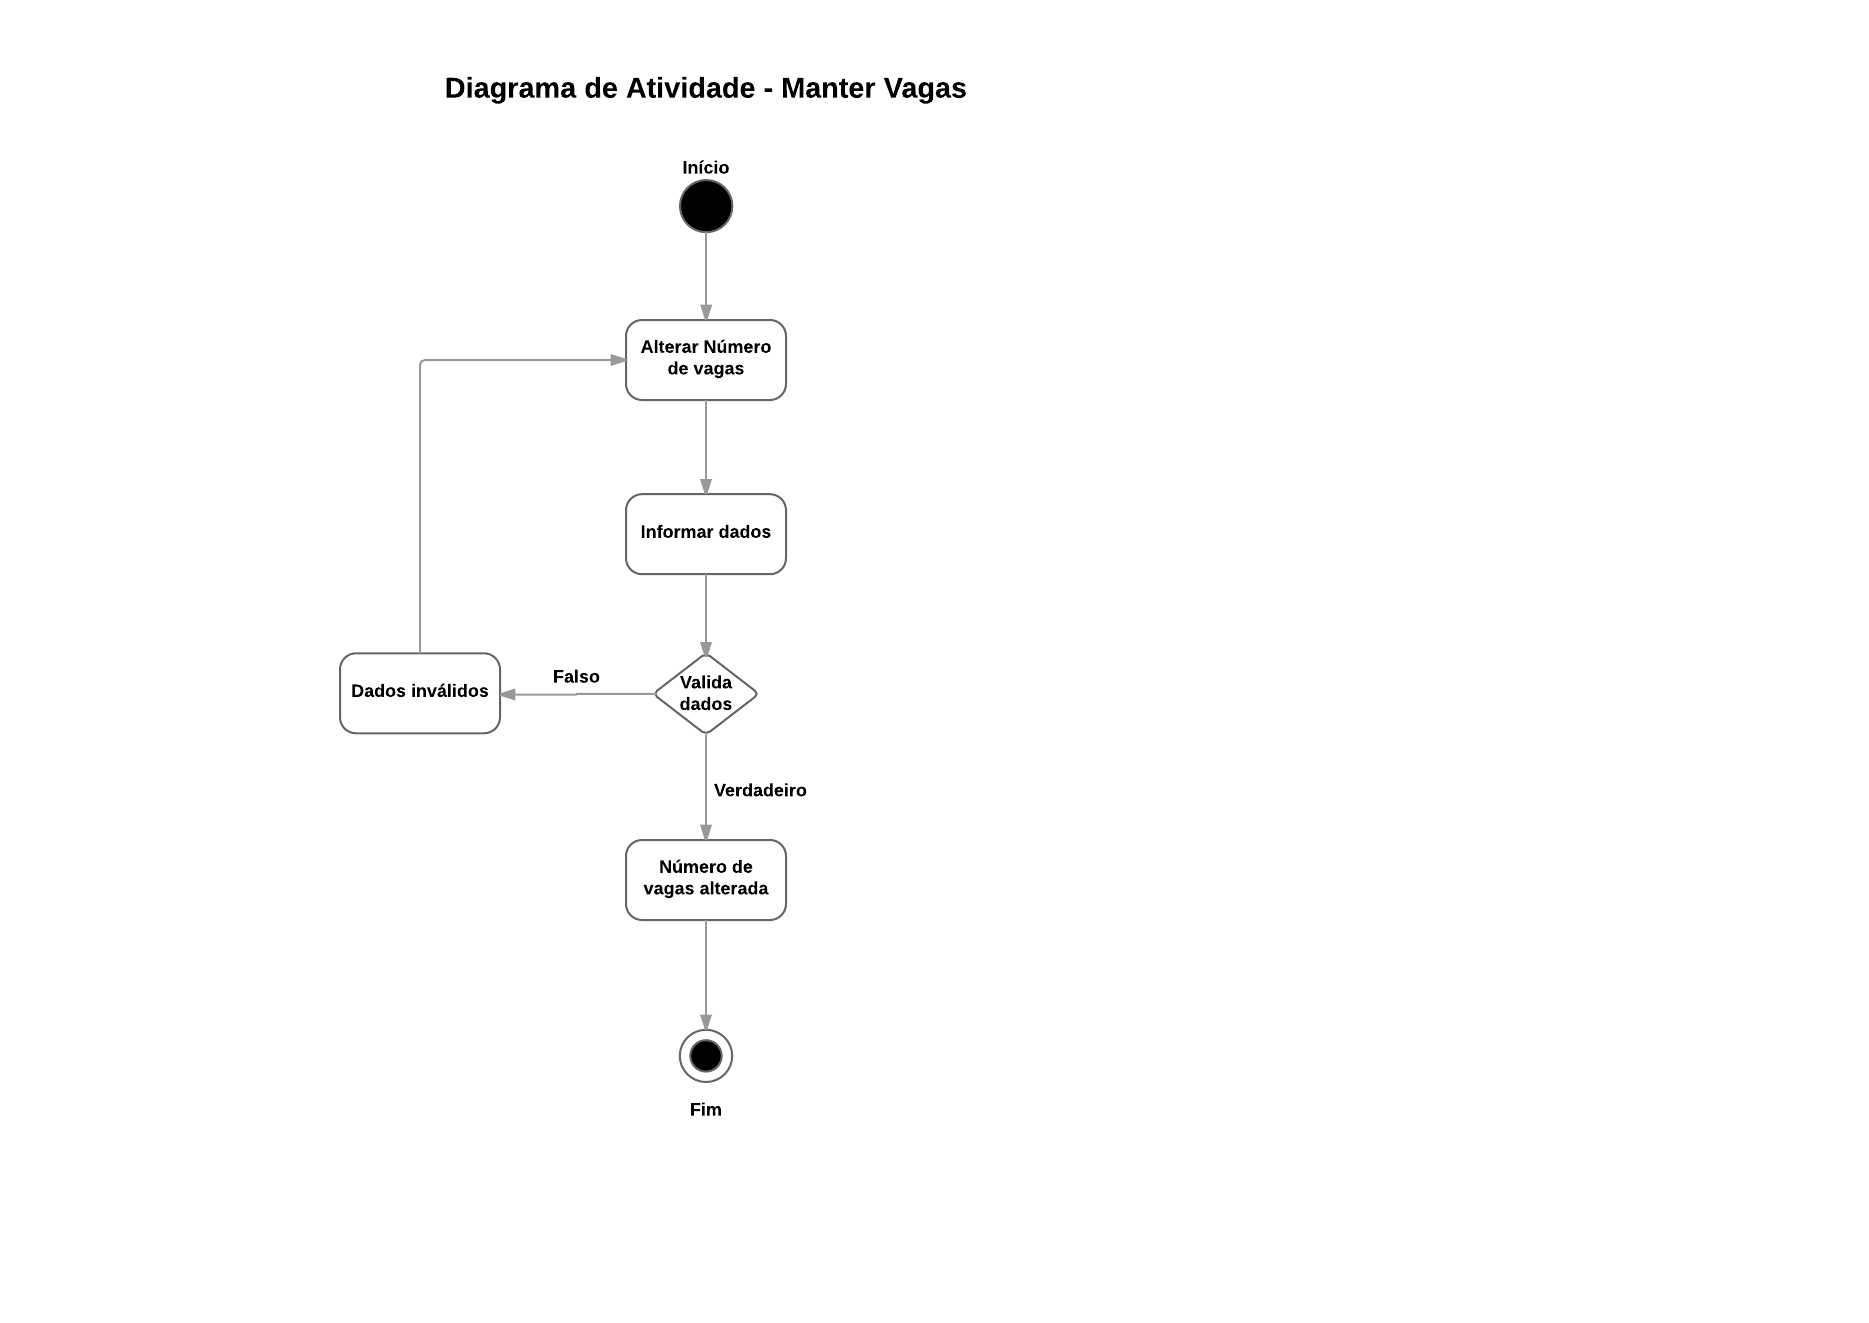 Diagrama de Atividade - Manter Vagas
Início
Alterar Número
de vagas
Informar dados
Valida
dados
Falso
Dados inválidos
Verdadeiro
Número de
vagas alterada
Fim